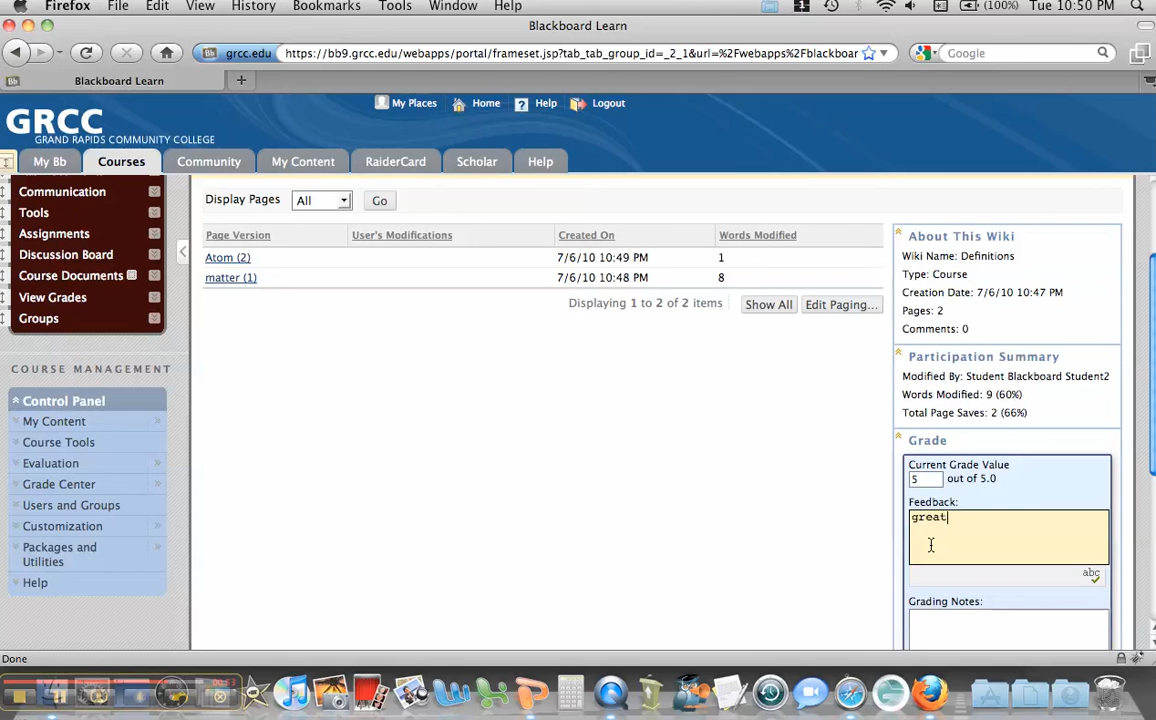 Firefox File Edit View History Bookmarks Tools Window Help (100%) Tue 10:50 PM
Blackboard Learn
grcc.edu https://bb9.grcc.edu/webapps/portal/frameset.jsp?tab_tab_group_id=_2_1&url=%2Fwebapps%2Fblackboar Google
Bb Blackboard Learn +
My Places Home ? Help Logout
GRCC
GRAND RAPIDS COMMUNITY COLLEGE
My Bb Courses Community My Content RaiderCard Scholar Help
Communication
Tools
Assignments
Discussion Board
Course Documents
View Grades
Groups
COURSE MANAGEMENT
Control Panel
My Content
Course Tools
Evaluation
Grade Center
Users and Groups
Customization
Packages and
Utilities
Help
Display Pages All Go
Page Version User's Modifications Created On Words Modified
Atom (2) 7/6/10 10:49 PM 1
matter (1) 7/6/10 10:48 PM 8
Displaying 1 to 2 of 2 items Show All Edit Paging...
About This Wiki
Wiki Name: Definitions
Type: Course
Creation Date: 7/6/10 10:47 PM
Pages: 2
Comments: 0
Participation Summary
Modified By: Student Blackboard Student2
Words Modified: 9 (60%)
Total Page Saves: 2 (66%)
Grade
Current Grade Value
5 out of 5.0
Feedback:
great
abc
Grading Notes:
Done